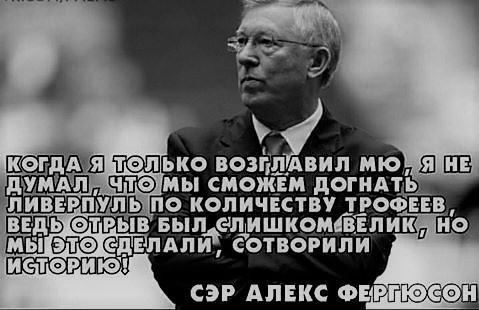 КОГДА Я ТОЛЬКО ВОЗГЛАВИЛ МЮ, Я НЕ
ДУМАЛ, ЧТО МЫ СМОЖЕМ ДОГНАТЬ
ЛИВЕРПУЛЬ ПО КОЛИЧЕСТВУ ТРОФЕЕВ,
ВЕДЬ ОТРЫВ БЫЛ СЛИШКОМ ВЕЛИК, НО
МЫ ЭТО СДЕЛАЛИ, СОТВОРИЛИ
ИСТОРИЮ!
СЭР АЛЕКС ФЕРГЮСОН